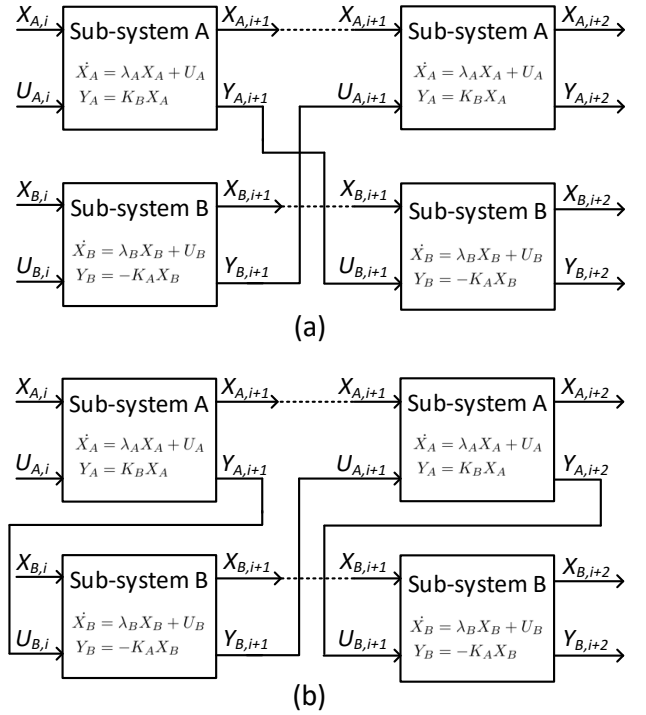 X_{A,i} Sub-system A X_{A,i+1} X_{A,i+1} Sub-system A X_{A,i+2}
Ẋ_A = λ_A X_A + U_A Ẋ_A = λ_A X_A + U_A
U_{A,i} Y_A = K_B X_A Y_{A,i+1} U_{A,i+1} Y_A = K_B X_A Y_{A,i+2}
X_{B,i} Sub-system B X_{B,i+1} X_{B,i+1} Sub-system B X_{B,i+2}
Ẋ_B = λ_B X_B + U_B Ẋ_B = λ_B X_B + U_B
U_{B,i} Y_B = −K_A X_B Y_{B,i+1} U_{B,i+1} Y_B = −K_A X_B Y_{B,i+2}
(a)
X_{A,i} Sub-system A X_{A,i+1} X_{A,i+1} Sub-system A X_{A,i+2}
Ẋ_A = λ_A X_A + U_A Ẋ_A = λ_A X_A + U_A
U_{A,i} Y_A = K_B X_A Y_{A,i+1} U_{A,i+1} Y_A = K_B X_A Y_{A,i+2}
X_{B,i} Sub-system B X_{B,i+1} X_{B,i+1} Sub-system B X_{B,i+2}
Ẋ_B = λ_B X_B + U_B Ẋ_B = λ_B X_B + U_B
U_{B,i} Y_B = −K_A X_B Y_{B,i+1} U_{B,i+1} Y_B = −K_A X_B Y_{B,i+2}
(b)